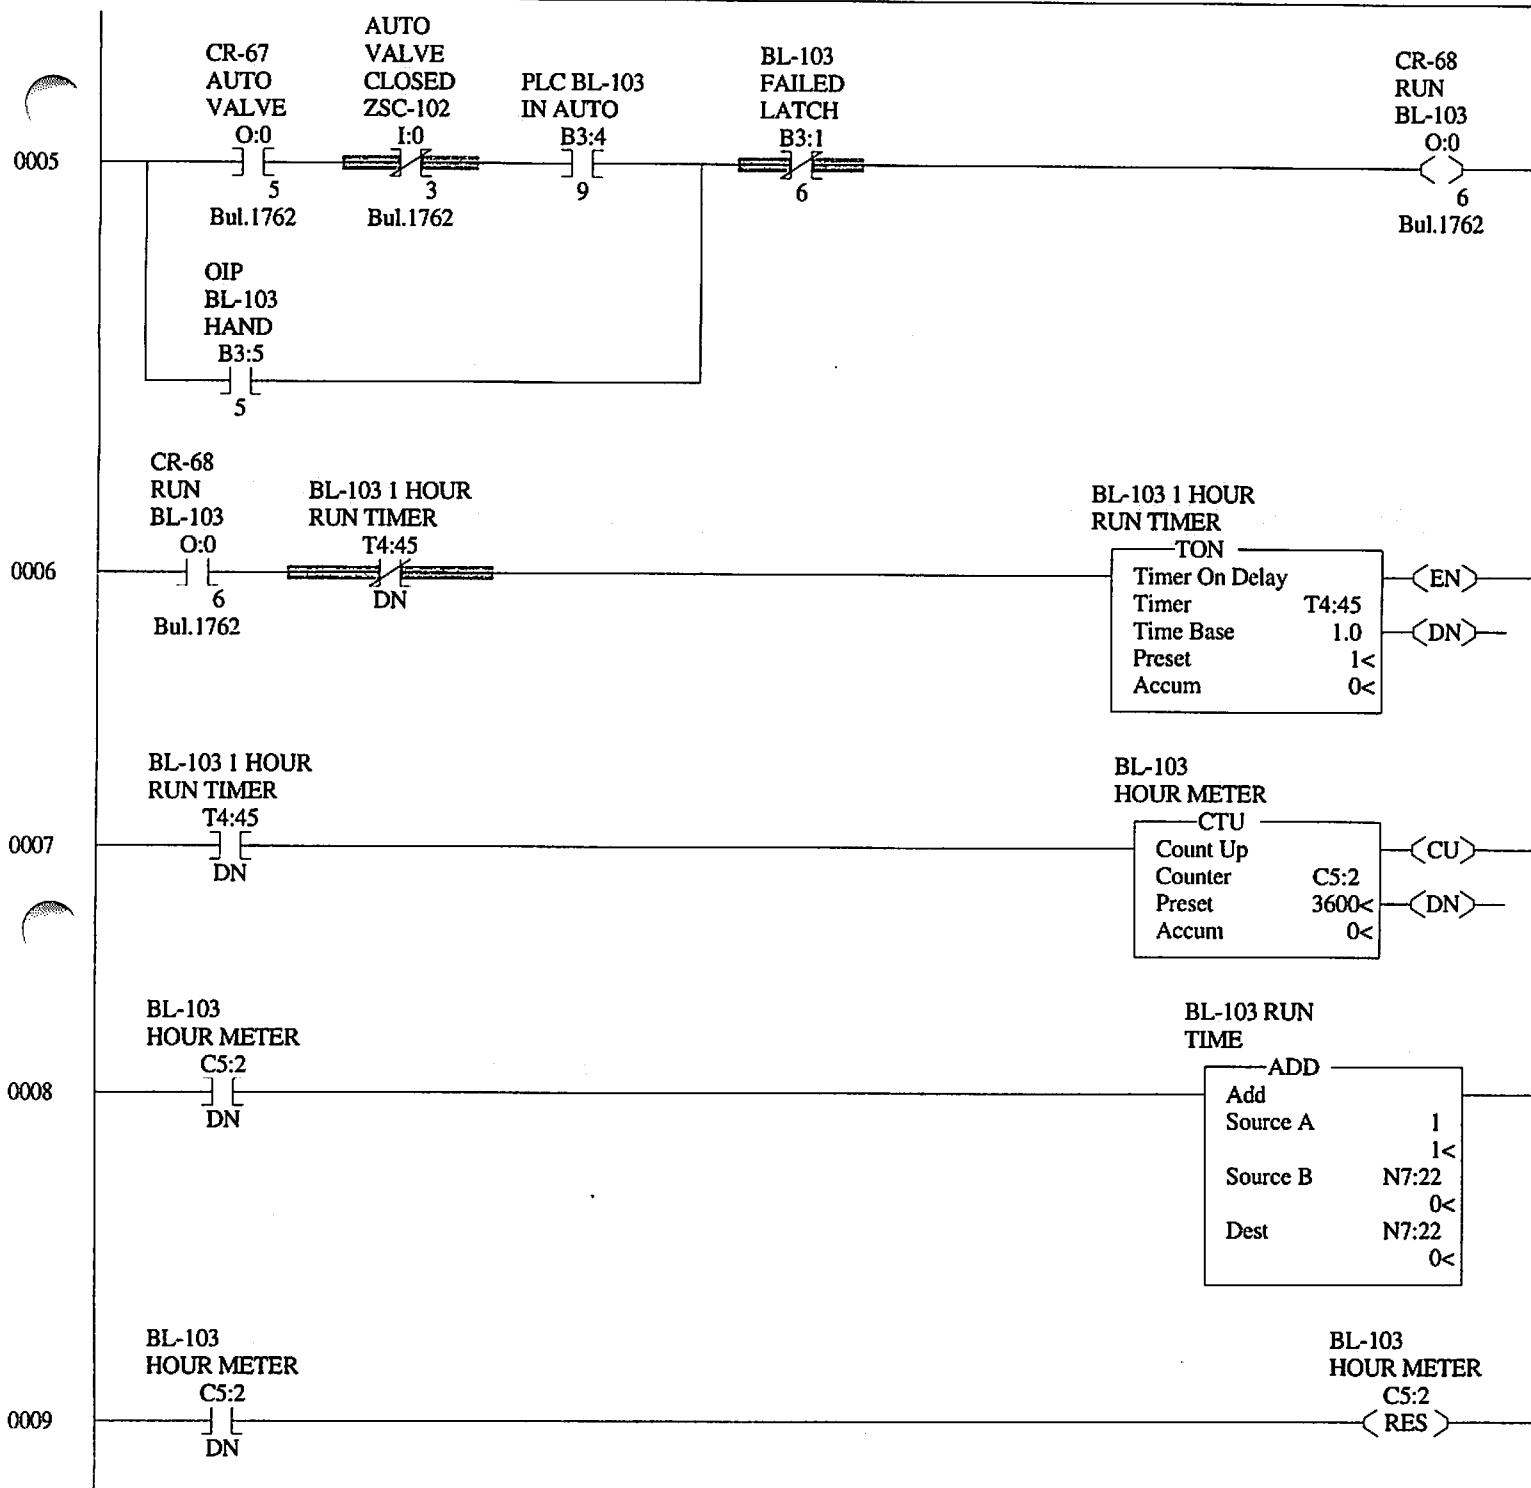 AUTO
CR-67 VALVE BL-103 CR-68
AUTO CLOSED PLC BL-103 FAILED RUN
VALVE ZSC-102 IN AUTO LATCH BL-103
O:0 I:0 B3:4 B3:1 O:0
0005
5 3 9 6 6
Bul.1762 Bul.1762 Bul.1762
OIP
BL-103
HAND
B3:5
5
CR-68
RUN BL-103 1 HOUR BL-103 1 HOUR
BL-103 RUN TIMER RUN TIMER
O:0 T4:45 TON
0006 Timer On Delay EN
6 DN Timer T4:45
Bul.1762 Time Base 1.0 DN
Preset 1<
Accum 0<
BL-103 1 HOUR BL-103
RUN TIMER HOUR METER
T4:45 CTU
0007 Count Up CU
DN Counter C5:2
Preset 3600< DN
Accum 0<
BL-103 BL-103 RUN
HOUR METER TIME
C5:2 ADD
0008 Add
DN Source A 1
1<
Source B N7:22
0<
Dest N7:22
0<
BL-103 BL-103
HOUR METER HOUR METER
C5:2 C5:2
0009 RES
DN